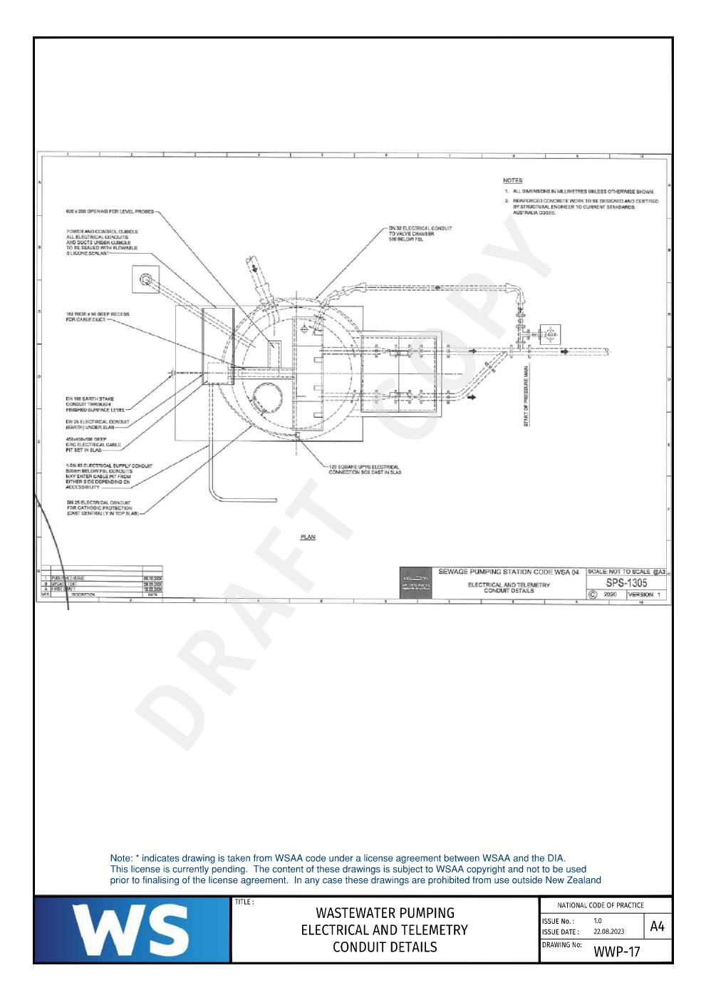 NOTES
1. ALL DIMENSIONS IN MILLIMETRES UNLESS OTHERWISE SHOWN.
2. REINFORCED CONCRETE WORK TO BE DESIGNED AND CERTIFIED
BY STRUCTURAL ENGINEER TO CURRENT STANDARDS
AUSTRALIA CODES.
600 x 200 OPENING FOR LEVEL PROBES
POWER AND CONTROL CUBICLE
ALL ELECTRICAL CONDUITS
AND DUCTS UNDER CUBICLE
TO BE SEALED WITH FLOWABLE
SILICONE SEALANT
DN 32 ELECTRICAL CONDUIT
TO VALVE CHAMBER
500 BELOW FSL
150 WIDE x 50 DEEP RECESS
FOR CABLE DUCT.
DN 100 EARTH STAKE
CONDUIT THROUGH
FINISHED SURFACE LEVEL
DN 25 ELECTRICAL CONDUIT
(EARTH) UNDER SLAB
450x450x500 DEEP
GRC ELECTRICAL CABLE
PIT SET IN SLAB
1-DN 63 ELECTRICAL SUPPLY CONDUIT
500mm BELOW FSL CONDUITS
MAY ENTER CABLE PIT FROM
EITHER SIDE DEPENDING ON
ACCESSIBILITY
DN 25 ELECTRICAL CONDUIT
FOR CATHODIC PROTECTION
(CAST CENTRALLY IN TOP SLAB)
120 SQUARE UPVC ELECTRICAL
CONNECTION BOX CAST IN SLAB
START OF PRESSURE MAIN
PLAN
1 PUBLISHED ISSUE
B UPDATE TEXT
A FIRST DRAFT
VER. DESCRIPTION DATE
WATER SERVICES
SEWAGE PUMPING STATION CODE WSA 04
ELECTRICAL AND TELEMETRY
CONDUIT DETAILS
SCALE: NOT TO SCALE @A3
SPS-1305
© 2020 VERSION 1
DRAFT COPY
Note: * indicates drawing is taken from WSAA code under a license agreement between WSAA and the DIA.
This license is currently pending. The content of these drawings is subject to WSAA copyright and not to be used
prior to finalising of the license agreement. In any case these drawings are prohibited from use outside New Zealand
WS
TITLE :
WASTEWATER PUMPING
ELECTRICAL AND TELEMETRY
CONDUIT DETAILS
NATIONAL CODE OF PRACTICE
ISSUE No. : 1.0
ISSUE DATE : 22.08.2023
A4
DRAWING No: WWP-17